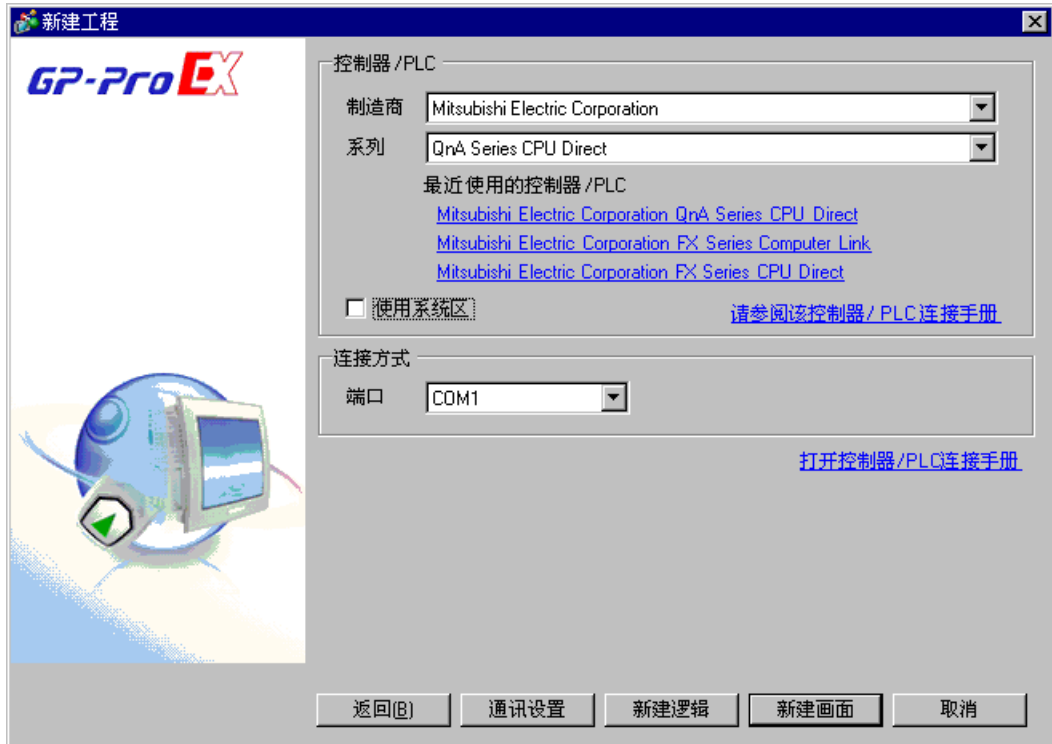 新建工程
GP-Pro EX
控制器/PLC
制造商 Mitsubishi Electric Corporation
系列 QnA Series CPU Direct
最近使用的控制器/PLC
Mitsubishi Electric Corporation QnA Series CPU Direct
Mitsubishi Electric Corporation FX Series Computer Link
Mitsubishi Electric Corporation FX Series CPU Direct
使用系统区 请参阅该控制器/PLC连接手册
连接方式
端口 COM1
打开控制器/PLC连接手册
返回(B) 通讯设置 新建逻辑 新建画面 取消